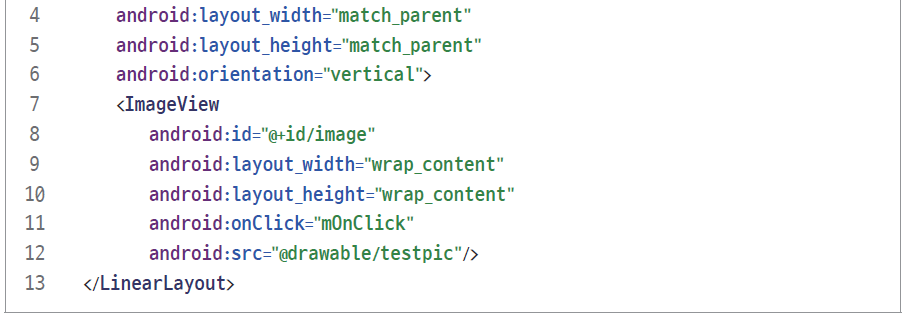 4 android:layout_width="match_parent"
5 android:layout_height="match_parent"
6 android:orientation="vertical">
7 <ImageView
8 android:id="@+id/image"
9 android:layout_width="wrap_content"
10 android:layout_height="wrap_content"
11 android:onClick="mOnClick"
12 android:src="@drawable/testpic"/>
13 </LinearLayout>